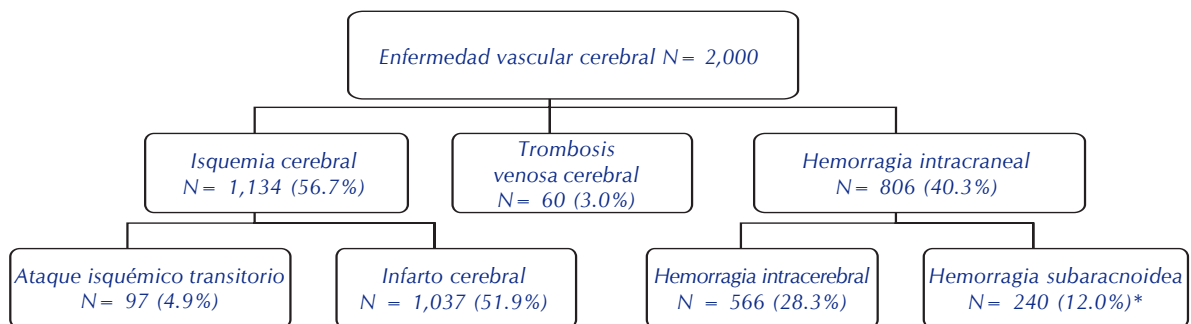 Enfermedad vascular cerebral N= 2,000
Isquemia cerebral
N= 1,134 (56.7%)
Trombosis
venosa cerebral
N= 60 (3.0%)
Hemorragia intracraneal
N= 806 (40.3%)
Ataque isquémico transitorio
N= 97 (4.9%)
Infarto cerebral
N = 1,037 (51.9%)
Hemorragia intracerebral
N = 566 (28.3%)
Hemorragia subaracnoidea
N= 240 (12.0%)*